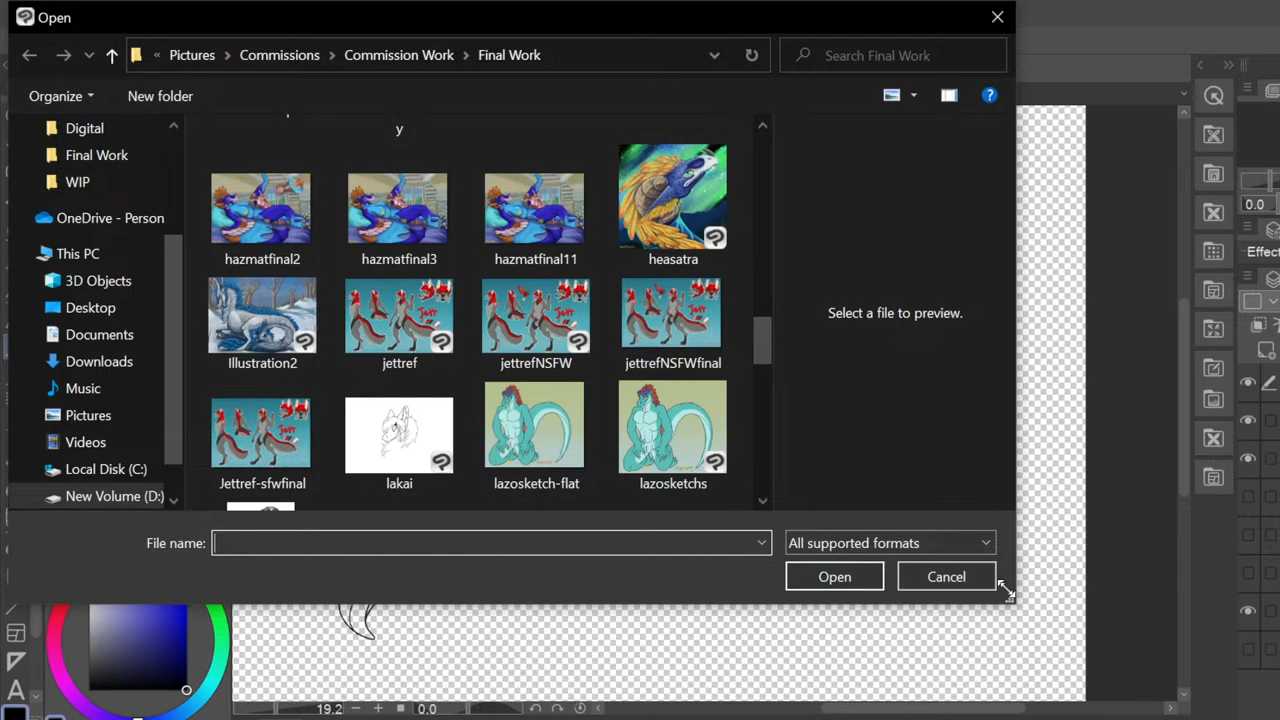 Open
« Pictures > Commissions > Commission Work > Final Work
Search Final Work
Organize
New folder
Digital
Final Work
WIP
OneDrive - Person
This PC
3D Objects
Desktop
Documents
Downloads
Music
Pictures
Videos
Local Disk (C:)
New Volume (D:)
y
hazmatfinal2
hazmatfinal3
hazmatfinal11
heasatra
Illustration2
jettref
jettrefNSFW
jettrefNSFWfinal
Jettref-sfwfinal
lakai
lazosketch-flat
lazosketchs
Select a file to preview.
File name:
All supported formats
Open
Cancel
0.0
Effec
A
19.2
0.0